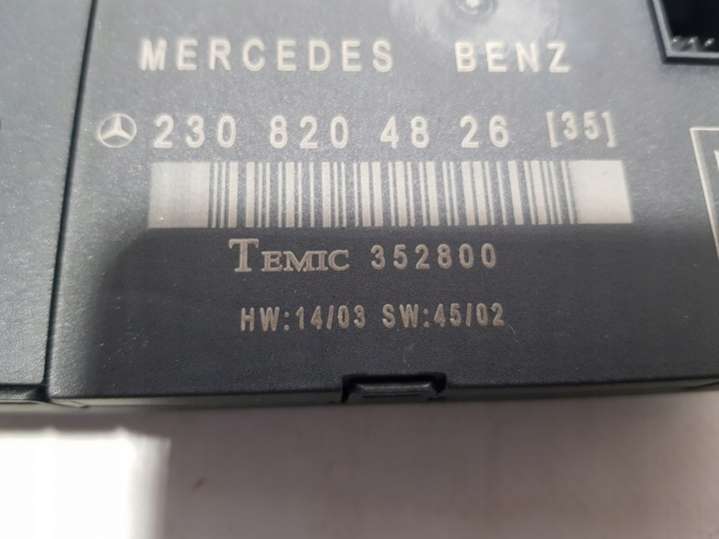 MERCEDES BENZ
230 820 48 26 [35]
TEMIC 352800
HW:14/03 SW:45/02